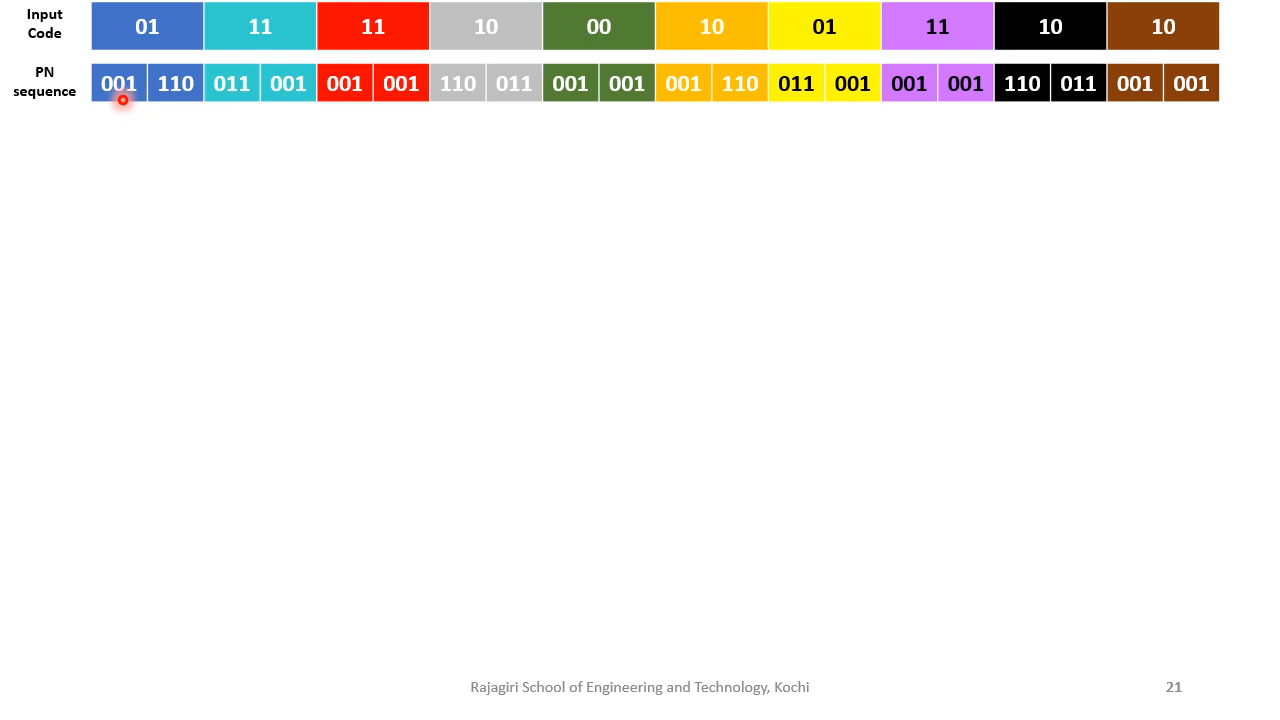 Input Code 01 11 11 10 00 10 01 11 10 10
PN sequence 001 110 011 001 001 001 110 011 001 001 001 110 011 001 001 001 110 011 001 001
Rajagiri School of Engineering and Technology, Kochi 21